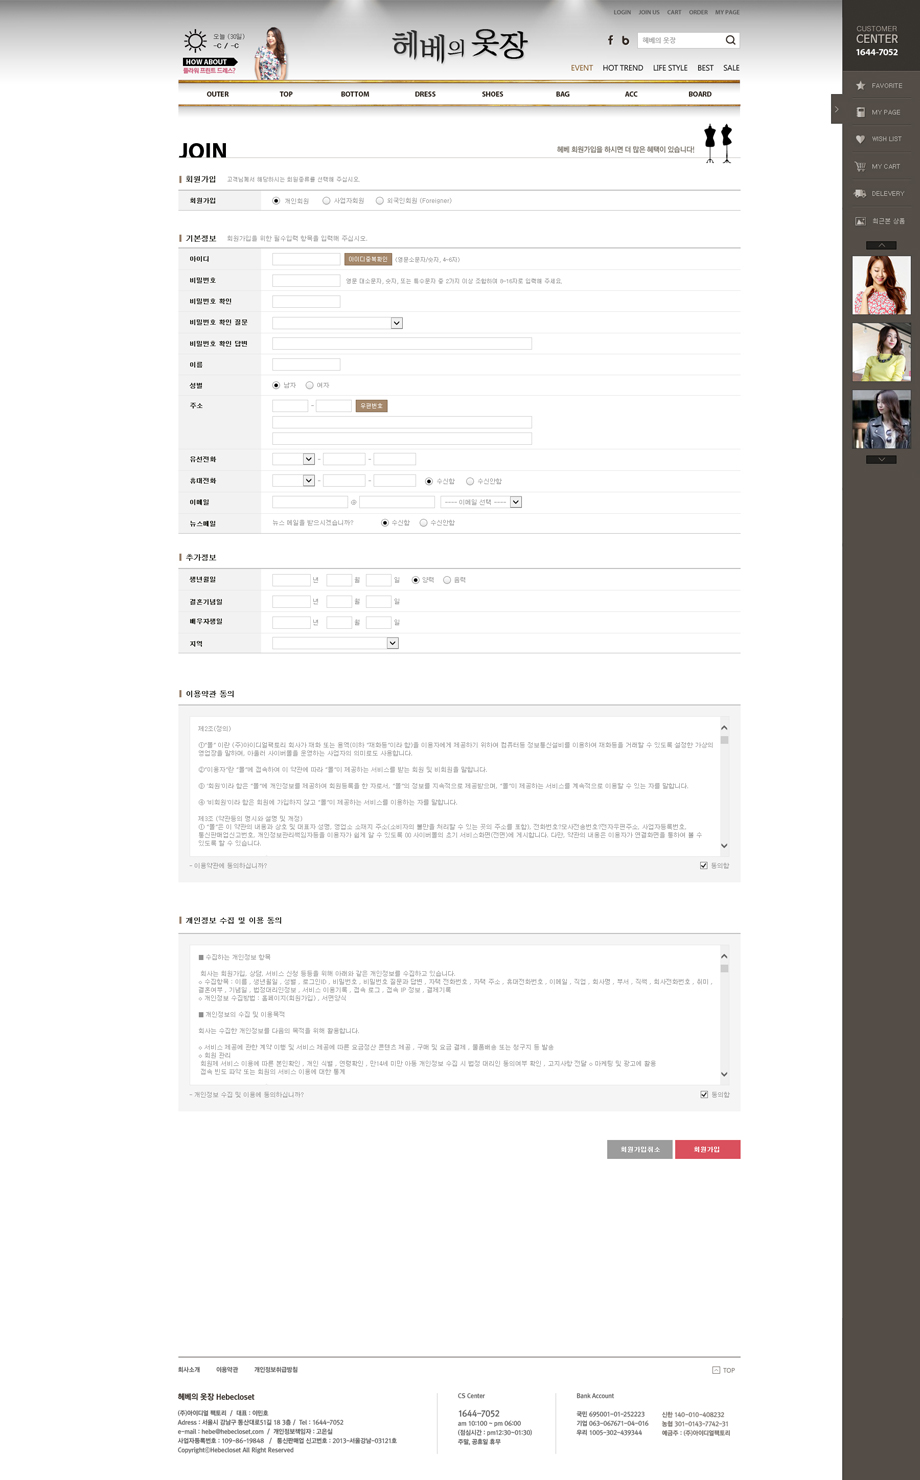 LOGIN JOIN US CART ORDER MY PAGE
오늘 (30일)
-C / -C
HOW ABOUT
플라워 프린트 드레스?
헤베의 옷장
헤베의 옷장
EVENT HOT TREND LIFE STYLE BEST SALE
OUTER TOP BOTTOM DRESS SHOES BAG ACC BOARD
JOIN
헤베 회원가입을 하시면 더 많은 혜택이 있습니다!
회원가입 고객님께서 해당하시는 회원종류를 선택해 주십시오.
회원가입 개인회원 사업자회원 외국인회원 (Foreigner)
기본정보 회원가입을 위한 필수입력 항목을 입력해 주십시오.
아이디 아이디중복확인 (영문소문자/숫자, 4~16자)
비밀번호 영문 대소문자, 숫자, 또는 특수문자 중 2가지 이상 조합하여 8~16자로 입력해 주세요.
비밀번호 확인
비밀번호 확인 질문
비밀번호 확인 답변
이름
성별 남자 여자
주소 - 우편번호
유선전화 - -
휴대전화 - - 수신함 수신안함
이메일 @ ---- 이메일 선택 ----
뉴스메일 뉴스 메일을 받으시겠습니까? 수신함 수신안함
추가정보
생년월일 년 월 일 양력 음력
결혼기념일 년 월 일
배우자생일 년 월 일
지역
이용약관 동의
제2조(정의)
①"몰" 이란 (주)아이디얼팩토리 회사가 재화 또는 용역(이하 "재화등"이라 함)을 이용자에게 제공하기 위하여 컴퓨터등 정보통신설비를 이용하여 재화등을 거래할 수 있도록 설정한 가상의
영업장을 말하며, 아울러 사이버몰을 운영하는 사업자의 의미로도 사용합니다.
②"이용자"란 "몰"에 접속하여 이 약관에 따라 "몰"이 제공하는 서비스를 받는 회원 및 비회원을 말합니다.
③ '회원'이라 함은 "몰"에 개인정보를 제공하여 회원등록을 한 자로서, "몰"의 정보를 지속적으로 제공받으며, "몰"이 제공하는 서비스를 계속적으로 이용할 수 있는 자를 말합니다.
④ '비회원'이라 함은 회원에 가입하지 않고 "몰"이 제공하는 서비스를 이용하는 자를 말합니다.
제3조 (약관등의 명시와 설명 및 개정)
① "몰"은 이 약관의 내용과 상호 및 대표자 성명, 영업소 소재지 주소(소비자의 불만을 처리할 수 있는 곳의 주소를 포함), 전화번호?모사전송번호?전자우편주소, 사업자등록번호,
통신판매업신고번호, 개인정보관리책임자등을 이용자가 쉽게 알 수 있도록 00 사이버몰의 초기 서비스화면(전면)에 게시합니다. 다만, 약관의 내용은 이용자가 연결화면을 통하여 볼 수
있도록 할 수 있습니다.
- 이용약관에 동의하십니까? 동의함
개인정보 수집 및 이용 동의
■ 수집하는 개인정보 항목
회사는 회원가입, 상담, 서비스 신청 등등을 위해 아래와 같은 개인정보를 수집하고 있습니다.
ο 수집항목 : 이름 , 생년월일 , 성별 , 로그인ID , 비밀번호 , 비밀번호 질문과 답변 , 자택 전화번호 , 자택 주소 , 휴대전화번호 , 이메일 , 직업 , 회사명 , 부서 , 직책 , 회사전화번호 , 취미 ,
결혼여부 , 기념일 , 법정대리인정보 , 서비스 이용기록 , 접속 로그 , 접속 IP 정보 , 결제기록
ο 개인정보 수집방법 : 홈페이지(회원가입) , 서면양식
■ 개인정보의 수집 및 이용목적
회사는 수집한 개인정보를 다음의 목적을 위해 활용합니다.
ο 서비스 제공에 관한 계약 이행 및 서비스 제공에 따른 요금정산 콘텐츠 제공 , 구매 및 요금 결제 , 물품배송 또는 청구지 등 발송
ο 회원 관리
회원제 서비스 이용에 따른 본인확인 , 개인 식별 , 연령확인 , 만14세 미만 아동 개인정보 수집 시 법정 대리인 동의여부 확인 , 고지사항 전달 ο 마케팅 및 광고에 활용
접속 빈도 파악 또는 회원의 서비스 이용에 대한 통계
- 개인정보 수집 및 이용에 동의하십니까? 동의함
회원가입취소 회원가입
회사소개 이용약관 개인정보취급방침 TOP
헤베의 옷장 Hebecloset
(주)아이디얼 팩토리 / 대표 : 이민호
Adress : 서울시 강남구 봉산대로51길 18 3층 / Tel : 1644-7052
e-mail : hebe@hebecloset.com / 개인정보책임자 : 고은실
사업자등록번호 : 109-86-19848 / 통신판매업 신고번호 : 2013-서울강남-03121호
CopyrightⓒHebecloset All Right Reserved
CS Center
1644-7052
am 10:00 ~ pm 06:00
(점심시간 : pm12:30~01:30)
주말, 공휴일 휴무
Bank Account
국민 695001-01-252223 신한 140-010-408232
기업 063-067671-04-016 농협 301-0143-7742-31
우리 1005-302-439344 예금주 : (주)아이디얼팩토리
CUSTOMER
CENTER
1644-7052
FAVORITE
MY PAGE
WISH LIST
MY CART
DELEVERY
최근본 상품